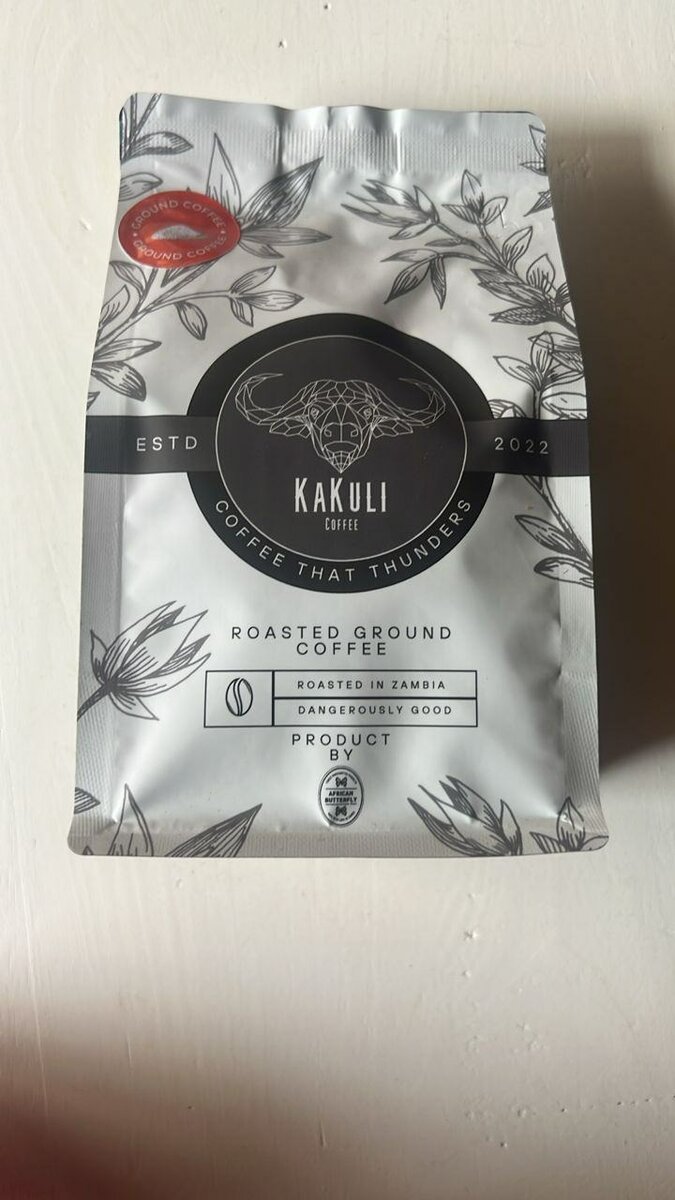 GROUND COFFEE
GROUND COFFEE
ESTD
2022
KAKULI
COFFEE
COFFEE THAT THUNDERS
ROASTED GROUND
COFFEE
ROASTED IN ZAMBIA
DANGEROUSLY GOOD
PRODUCT
BY
AFRICAN
BUTTERFLY